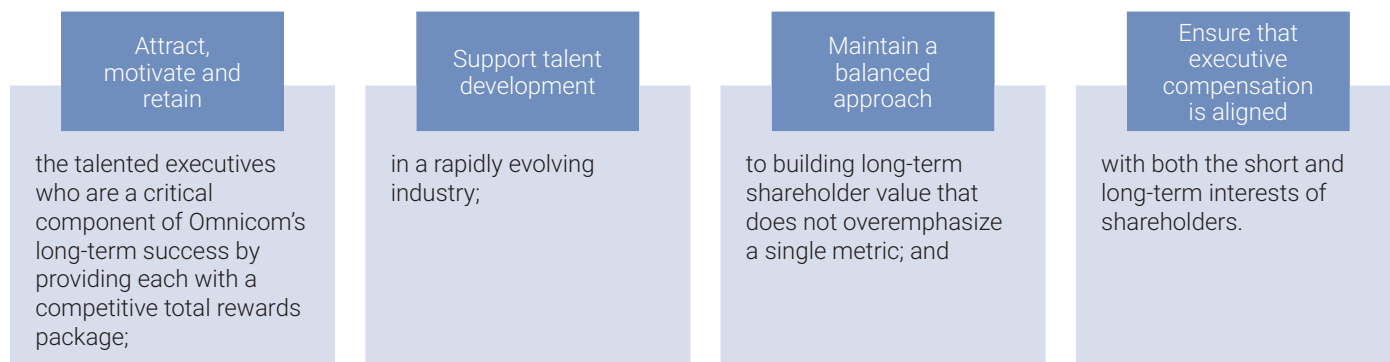 Attract,
motivate and
retain
the talented executives
who are a critical
component of Omnicom’s
long-term success by
providing each with a
competitive total rewards
package;
Support talent
development
in a rapidly evolving
industry;
Maintain a
balanced
approach
to building long-term
shareholder value that
does not overemphasize
a single metric; and
Ensure that
executive
compensation
is aligned
with both the short and
long-term interests of
shareholders.